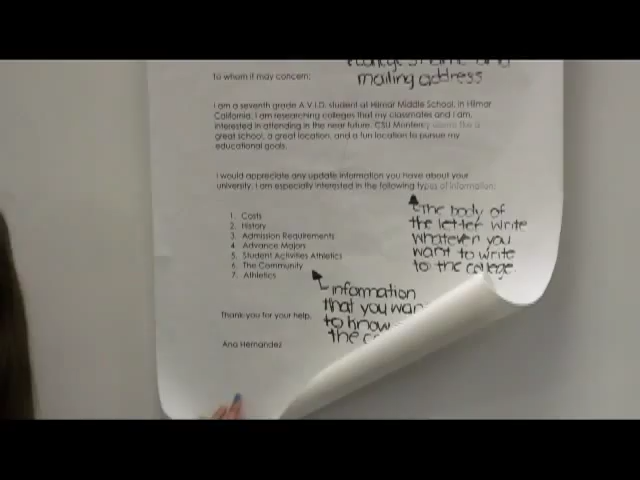 mailing address
To whom it may concern:
I am a seventh grade A.V.I.D. student at Hilmar Middle School, in Hilmar
California. I am researching colleges that my classmates and I am,
interested in attending in the near future. CSU Monterey seems like a
great school, a great location, and a fun location to pursue my
educational goals.
I would appreciate any update information you have about your
university. I am especially interested in the following types of information:
The body of
the letter write
whatever you
want to write
to the college.
1. Costs
2. History
3. Admission Requirements
4. Advance Majors
5. Student Activities Athletics
6. The Community
7. Athletics
information
that you
to know
the
Thank you for your help,
Ana Hernandez